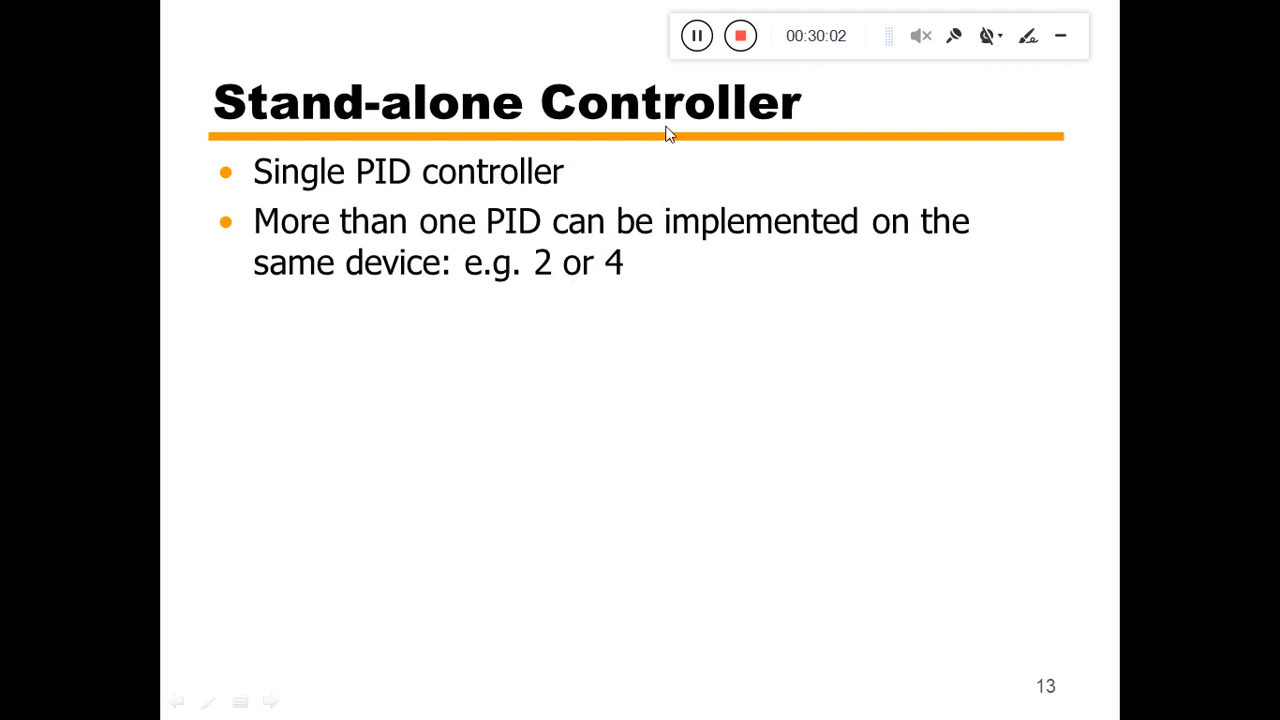 00:30:02
Stand-alone Controller
Single PID controller
More than one PID can be implemented on the
same device: e.g. 2 or 4
13